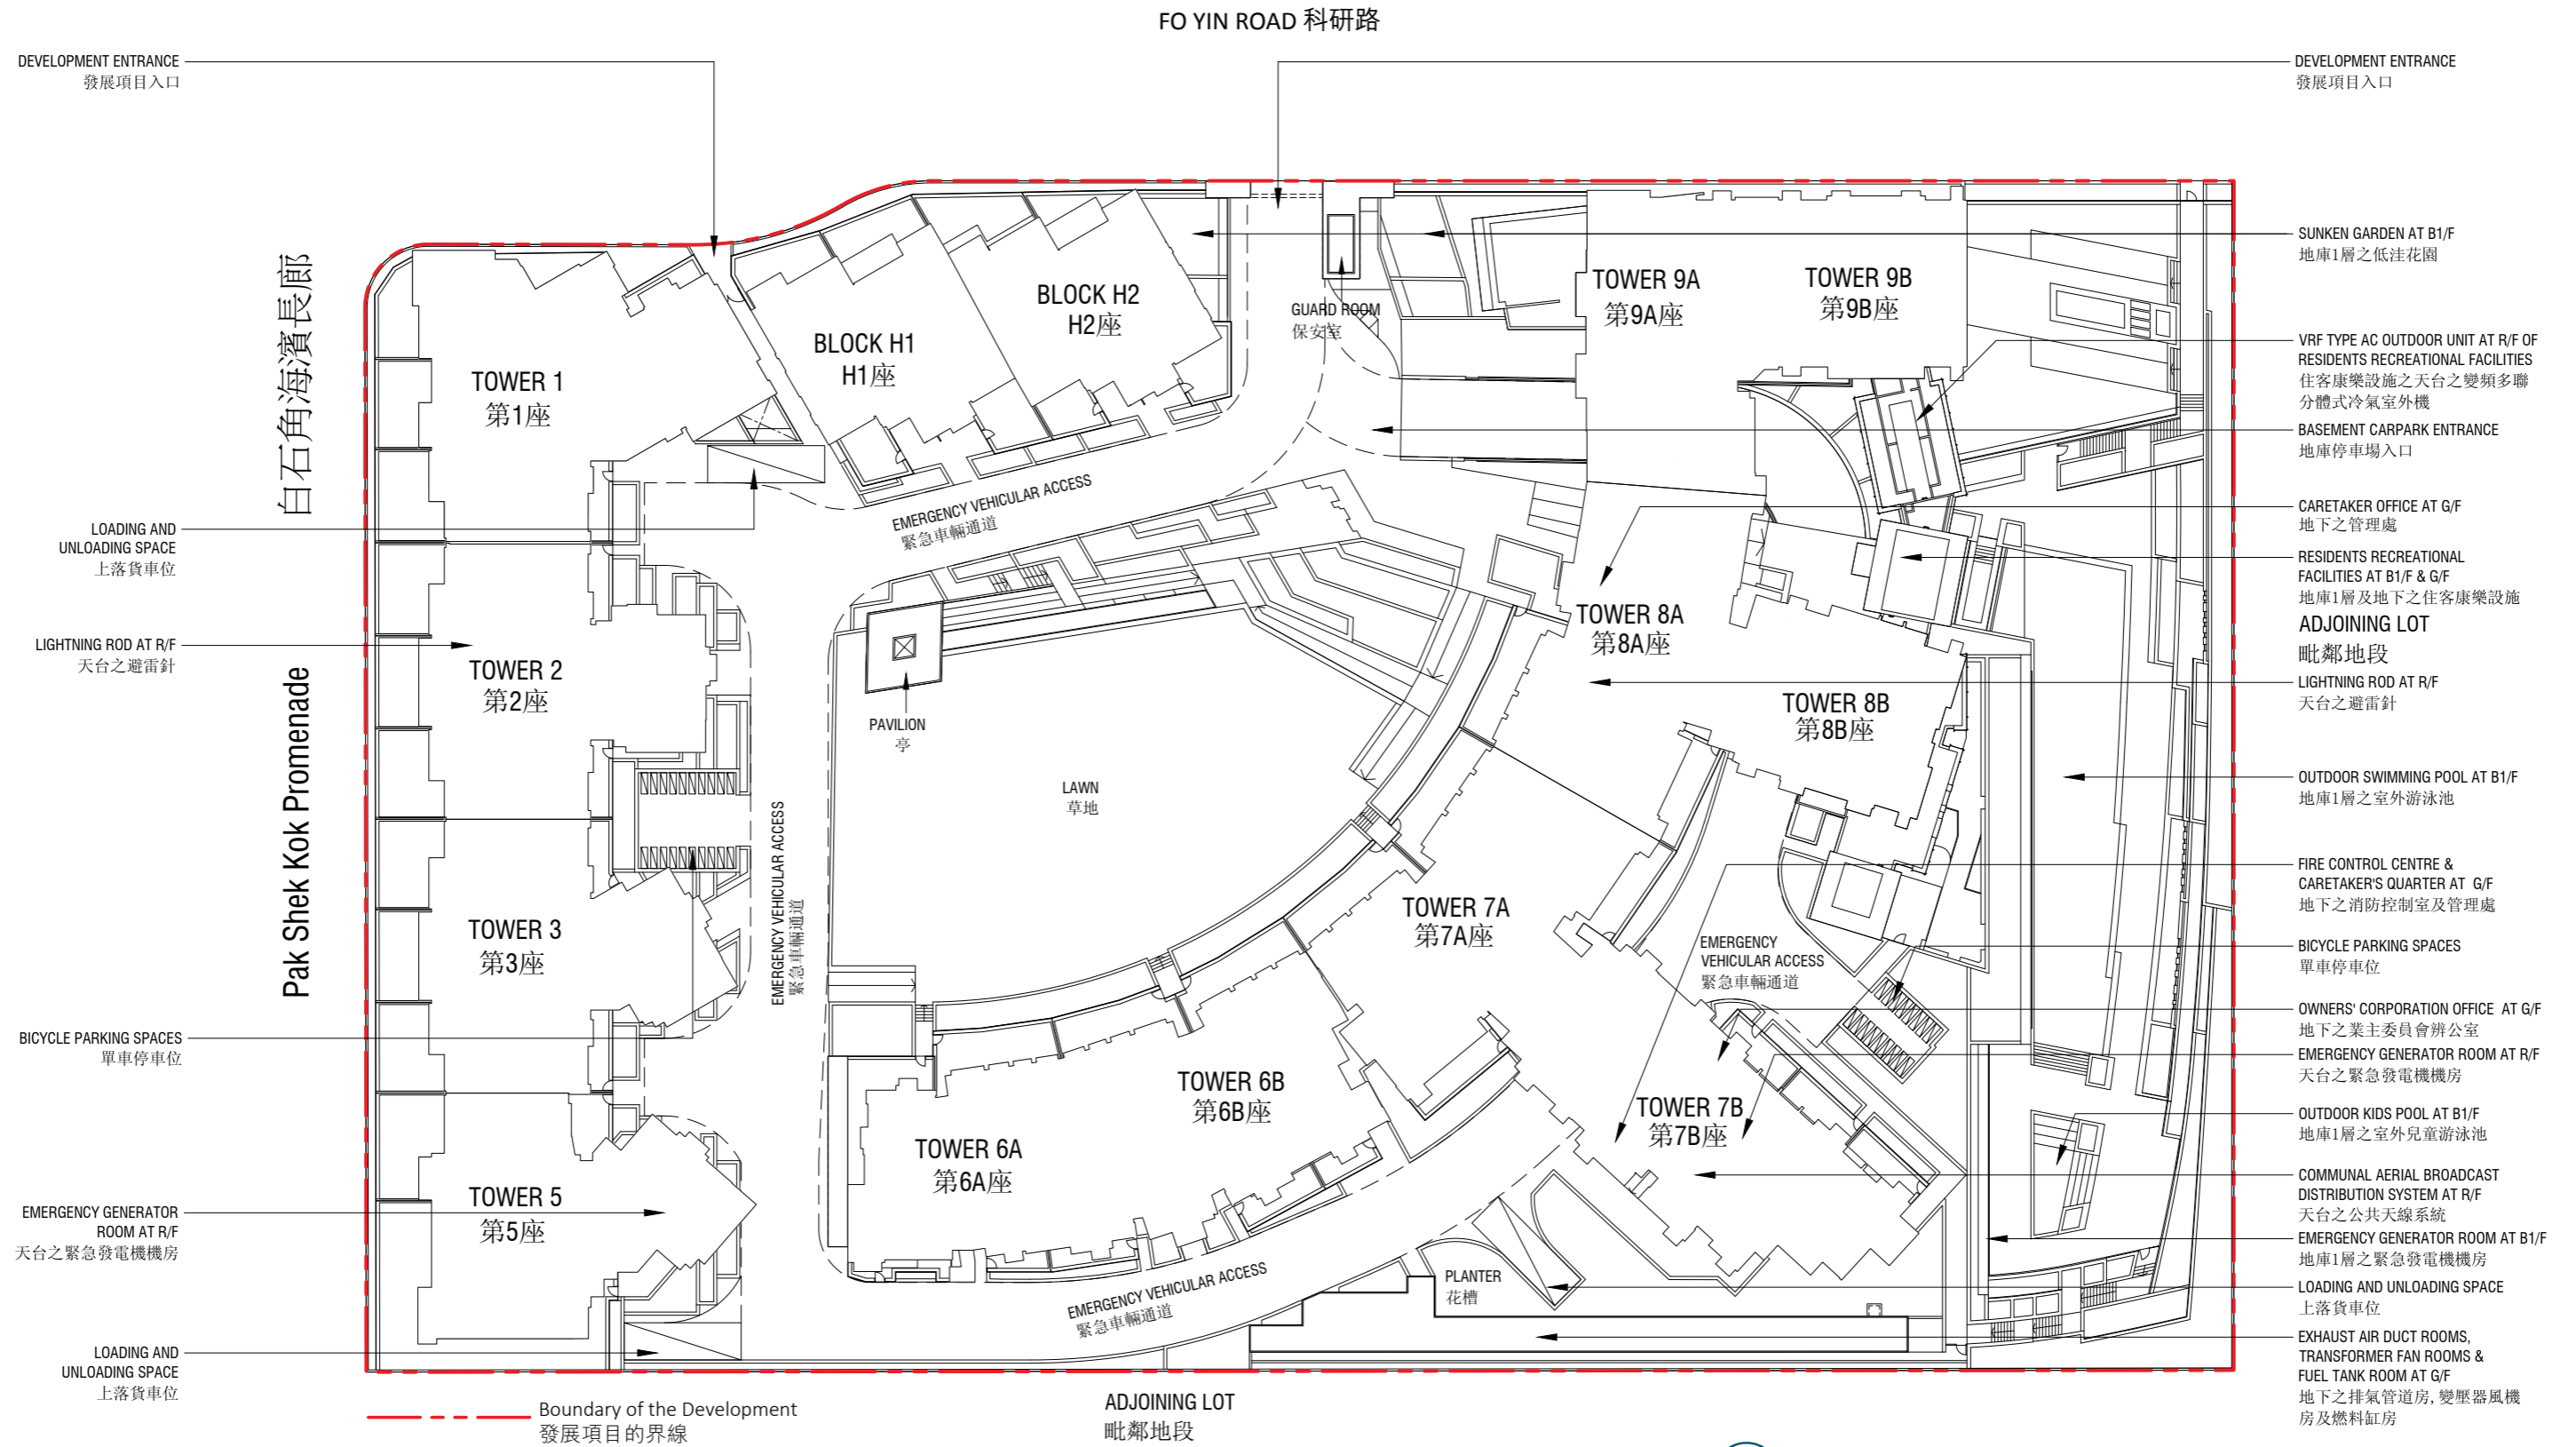 FO YIN ROAD 科研路
DEVELOPMENT ENTRANCE
發展項目入口
DEVELOPMENT ENTRANCE
發展項目入口
白石角海濱長廊
Pak Shek Kok Promenade
LOADING AND
UNLOADING SPACE
上落貨車位
LIGHTNING ROD AT R/F
天台之避雷針
BICYCLE PARKING SPACES
單車停車位
EMERGENCY GENERATOR
ROOM AT R/F
天台之緊急發電機機房
LOADING AND
UNLOADING SPACE
上落貨車位
TOWER 1
第1座
BLOCK H1
H1座
BLOCK H2
H2座
GUARD ROOM
保安室
TOWER 9A
第9A座
TOWER 9B
第9B座
EMERGENCY VEHICULAR ACCESS
緊急車輛通道
TOWER 2
第2座
PAVILION
亭
LAWN
草地
TOWER 8A
第8A座
TOWER 8B
第8B座
EMERGENCY VEHICULAR ACCESS
緊急車輛通道
TOWER 3
第3座
TOWER 7A
第7A座
EMERGENCY
VEHICULAR ACCESS
緊急車輛通道
TOWER 6B
第6B座
TOWER 7B
第7B座
TOWER 6A
第6A座
TOWER 5
第5座
EMERGENCY VEHICULAR ACCESS
緊急車輛通道
PLANTER
花槽
SUNKEN GARDEN AT B1/F
地庫1層之低洼花園
VRF TYPE AC OUTDOOR UNIT AT R/F OF
RESIDENTS RECREATIONAL FACILITIES
住客康樂設施之天台之變頻多聯
分體式冷氣室外機
BASEMENT CARPARK ENTRANCE
地庫停車場入口
CARETAKER OFFICE AT G/F
地下之管理處
RESIDENTS RECREATIONAL
FACILITIES AT B1/F & G/F
地庫1層及地下之住客康樂設施
ADJOINING LOT
毗鄰地段
LIGHTNING ROD AT R/F
天台之避雷針
OUTDOOR SWIMMING POOL AT B1/F
地庫1層之室外游泳池
FIRE CONTROL CENTRE &
CARETAKER'S QUARTER AT G/F
地下之消防控制室及管理處
BICYCLE PARKING SPACES
單車停車位
OWNERS' CORPORATION OFFICE AT G/F
地下之業主委員會辦公室
EMERGENCY GENERATOR ROOM AT R/F
天台之緊急發電機機房
OUTDOOR KIDS POOL AT B1/F
地庫1層之室外兒童游泳池
COMMUNAL AERIAL BROADCAST
DISTRIBUTION SYSTEM AT R/F
天台之公共天線系統
EMERGENCY GENERATOR ROOM AT B1/F
地庫1層之緊急發電機機房
LOADING AND UNLOADING SPACE
上落貨車位
EXHAUST AIR DUCT ROOMS,
TRANSFORMER FAN ROOMS &
FUEL TANK ROOM AT G/F
地下之排氣管道房, 變壓器風機
房及燃料缸房
Boundary of the Development
發展項目的界線
ADJOINING LOT
毗鄰地段